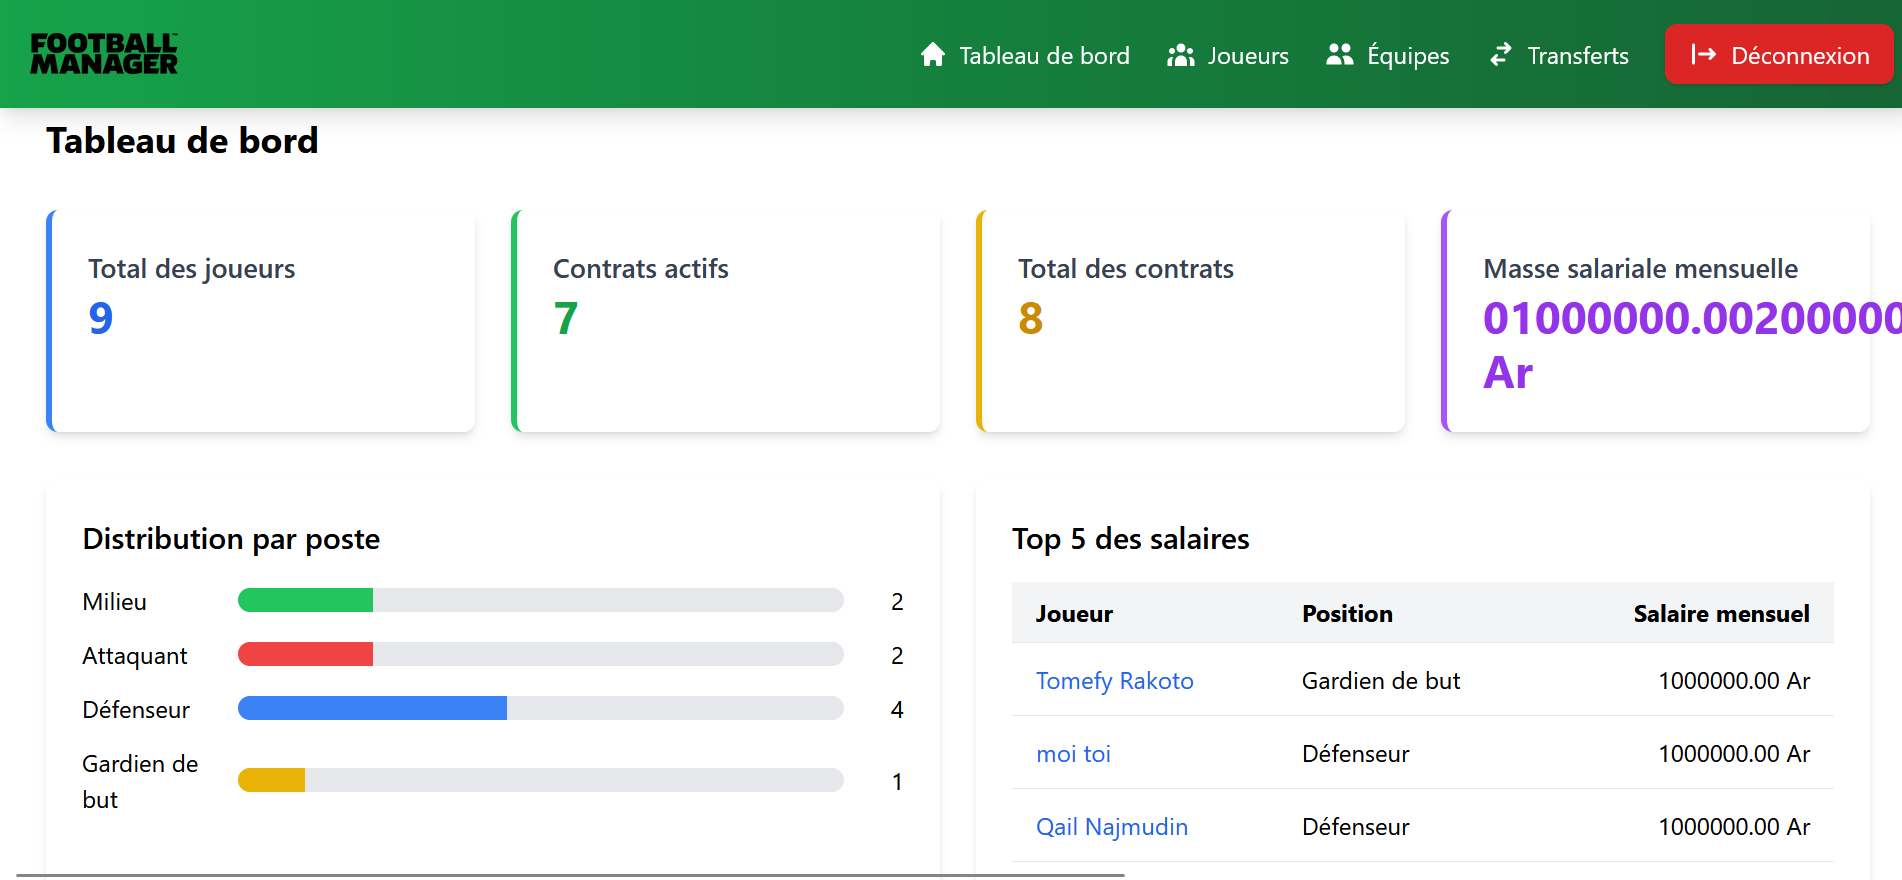 FOOTBALL
MANAGER
Tableau de bord
Joueurs
Équipes
Transferts
Déconnexion
Tableau de bord
Total des joueurs
9
Contrats actifs
7
Total des contrats
8
Masse salariale mensuelle
01000000.00200000
Ar
Distribution par poste
Milieu 2
Attaquant 2
Défenseur 4
Gardien de
but
1
Top 5 des salaires
Joueur Position Salaire mensuel
Tomefy Rakoto Gardien de but 1000000.00 Ar
moi toi Défenseur 1000000.00 Ar
Qail Najmudin Défenseur 1000000.00 Ar